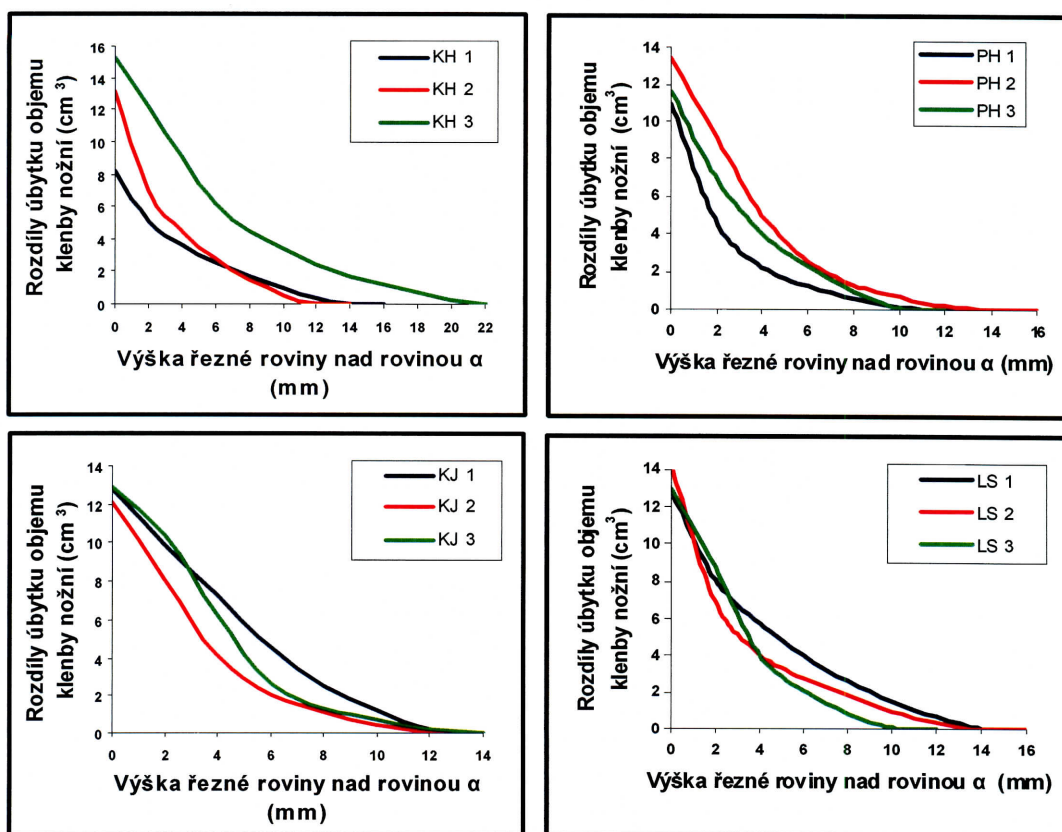 Rozdíly úbytku objemu
klenby nožní (cm³)
16
14
12
10
8
6
4
2
0
KH 1
KH 2
KH 3
0 2 4 6 8 10 12 14 16 18 20 22
Výška řezné roviny nad rovinou α
(mm)
Rozdíly úbytku objemu
klenby nožní (cm³)
14
12
10
8
6
4
2
0
PH 1
PH 2
PH 3
0 2 4 6 8 10 12 14 16
Výška řezné roviny nad rovinou α (mm)
Rozdíly úbytku objemu
klenby nožní (cm³)
14
12
10
8
6
4
2
0
KJ 1
KJ 2
KJ 3
0 2 4 6 8 10 12 14
Výška řezné roviny nad rovinou α
(mm)
Rozdíly úbytku objemu
klenby nožní (cm³)
14
12
10
8
6
4
2
0
LS 1
LS 2
LS 3
0 2 4 6 8 10 12 14 16
Výška řezné roviny nad rovinou α (mm)